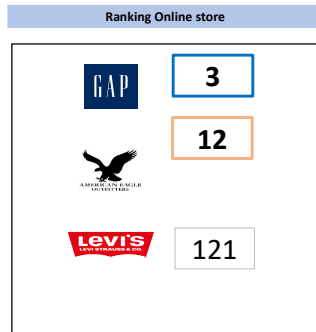 Ranking Online store
GAP
3
12
AMERICAN EAGLE
OUTFITTERS
LEVI'S
LEVI STRAUSS & CO.
121